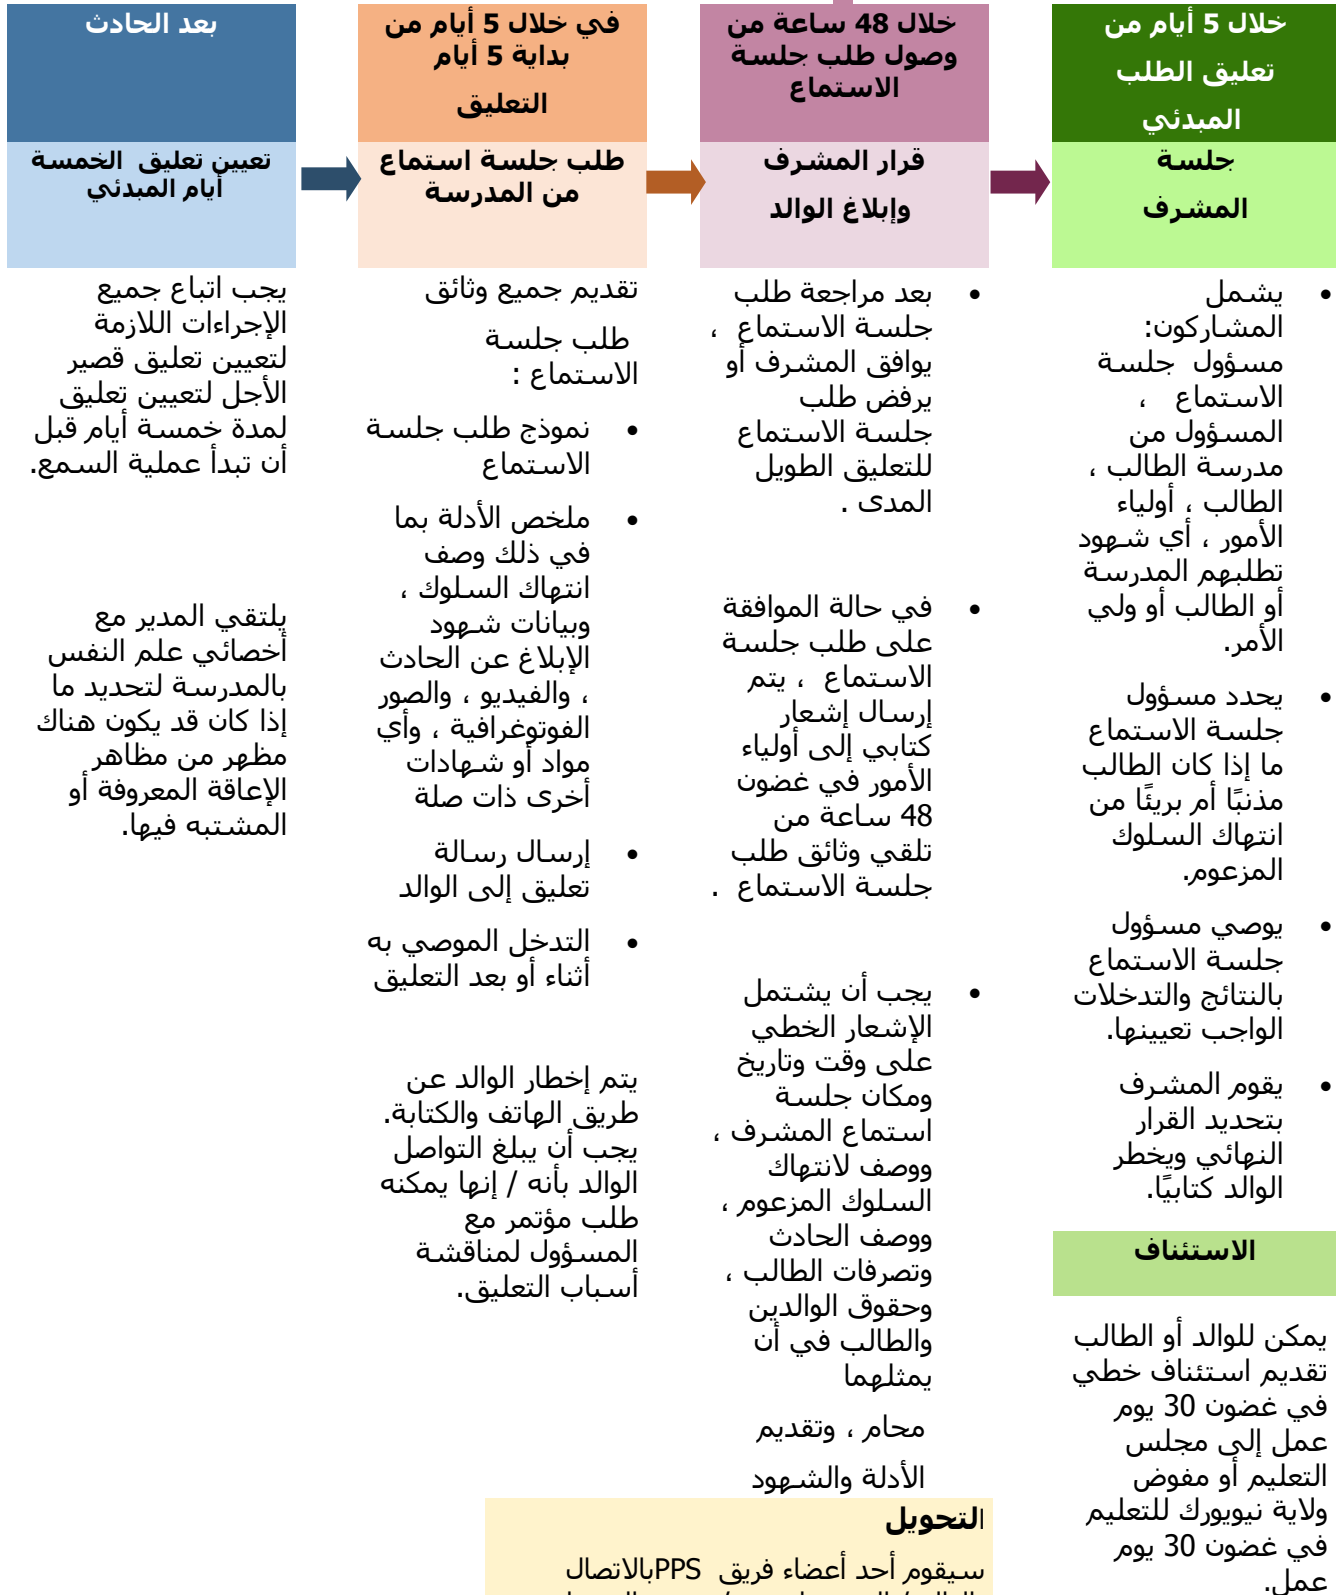 بعد الحادث
تعيين تعليق الخمسة
أيام المبدئي
يجب اتباع جميع
الإجراءات اللازمة
لتعيين تعليق قصير
الأجل لتعيين تعليق
لمدة خمسة أيام قبل
أن تبدأ عملية السمع.
يلتقي المدير مع
أخصائي علم النفس
بالمدرسة لتحديد ما
إذا كان قد يكون هناك
مظهر من مظاهر
الإعاقة المعروفة أو
المشتبه فيها.
في خلال 5 أيام من
بداية 5 أيام
التعليق
طلب جلسة استماع
من المدرسة
تقديم جميع وثائق
طلب جلسة
الاستماع :
• نموذج طلب جلسة
الاستماع
• ملخص الأدلة بما
في ذلك وصف
انتهاك السلوك ،
وبيانات شهود
الإبلاغ عن الحادث
، والفيديو ، والصور
الفوتوغرافية ، وأي
مواد أو شهادات
أخرى ذات صلة
• إرسال رسالة
تعليق إلى الوالد
• التدخل الموصي به
أثناء أو بعد التعليق
يتم إخطار الوالد عن
طريق الهاتف والكتابة.
يجب أن يبلغ التواصل
الوالد بأنه / إنها يمكنه
طلب مؤتمر مع
المسؤول لمناقشة
أسباب التعليق.
خلال 48 ساعة من
وصول طلب جلسة
الاستماع
قرار المشرف
وإبلاغ الوالد
• بعد مراجعة طلب
جلسة الاستماع ،
يوافق المشرف أو
يرفض طلب
جلسة الاستماع
للتعليق الطويل
المدى .
• في حالة الموافقة
على طلب جلسة
الاستماع ، يتم
إرسال إشعار
كتابي إلى أولياء
الأمور في غضون
48 ساعة من
تلقي وثائق طلب
جلسة الاستماع .
• يجب أن يشتمل
الإشعار الخطي
على وقت وتاريخ
ومكان جلسة
استماع المشرف ،
ووصف لانتهاك
السلوك المزعوم ،
ووصف الحادث
وتصرفات الطالب ،
وحقوق الوالدين
والطالب في أن
يمثلهما
محام ، وتقديم
الأدلة والشهود
التحويل
سيقوم أحد أعضاء فريق PPSبالاتصال
خلال 5 أيام من
تعليق الطلب
المبدئي
جلسة
المشرف
• يشمل
المشاركون:
مسؤول جلسة
الاستماع ،
المسؤول من
مدرسة الطالب ،
الطالب ، أولياء
الأمور ، أي شهود
تطلبهم المدرسة
أو الطالب أو ولي
الأمر.
• يحدد مسؤول
جلسة الاستماع
ما إذا كان الطالب
مذنبًا أم بريئًا من
انتهاك السلوك
المزعوم.
• يوصي مسؤول
جلسة الاستماع
بالنتائج والتدخلات
الواجب تعيينها.
• يقوم المشرف
بتحديد القرار
النهائي ويخطر
الوالد كتابيًا.
الاستئناف
يمكن للوالد أو الطالب
تقديم استئناف خطي
في غضون 30 يوم
عمل إلى مجلس
التعليم أو مفوض
ولاية نيويورك للتعليم
في غضون 30 يوم
عمل.